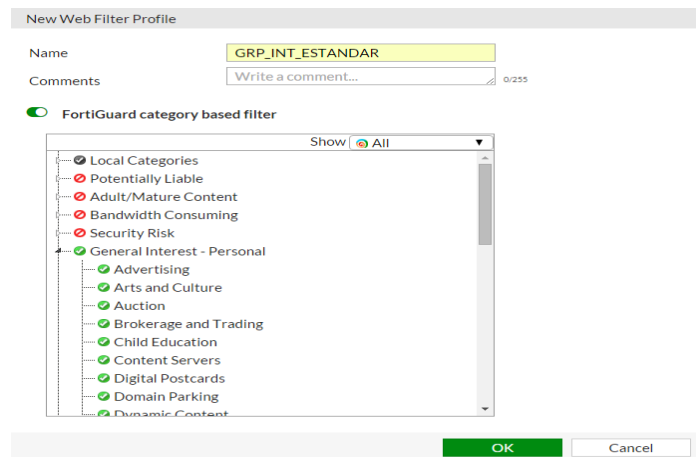 New Web Filter Profile
Name GRP_INT_ESTANDAR
Comments Write a comment... 0/255
FortiGuard category based filter
Show All
Local Categories
Potentially Liable
Adult/Mature Content
Bandwidth Consuming
Security Risk
General Interest - Personal
Advertising
Arts and Culture
Auction
Brokerage and Trading
Child Education
Content Servers
Digital Postcards
Domain Parking
Dynamic Content
OK Cancel